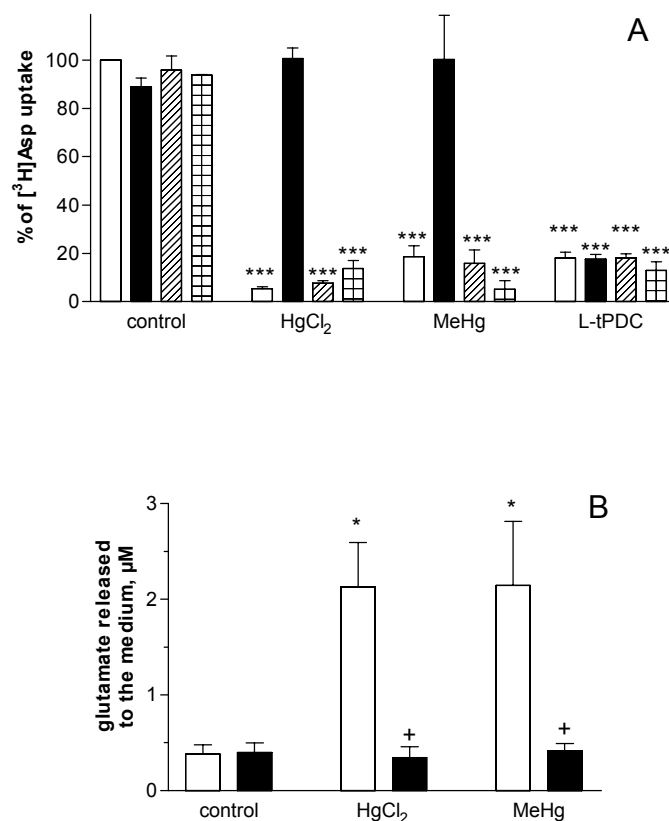 A
% of [³H]Asp uptake
100
80
60
40
20
0
***
***
***
***
***
***
***
***
***
***
control
HgCl₂
MeHg
L-tPDC
B
glutamate released
to the medium, µM
3
2
1
0
*
+
*
+
control
HgCl₂
MeHg